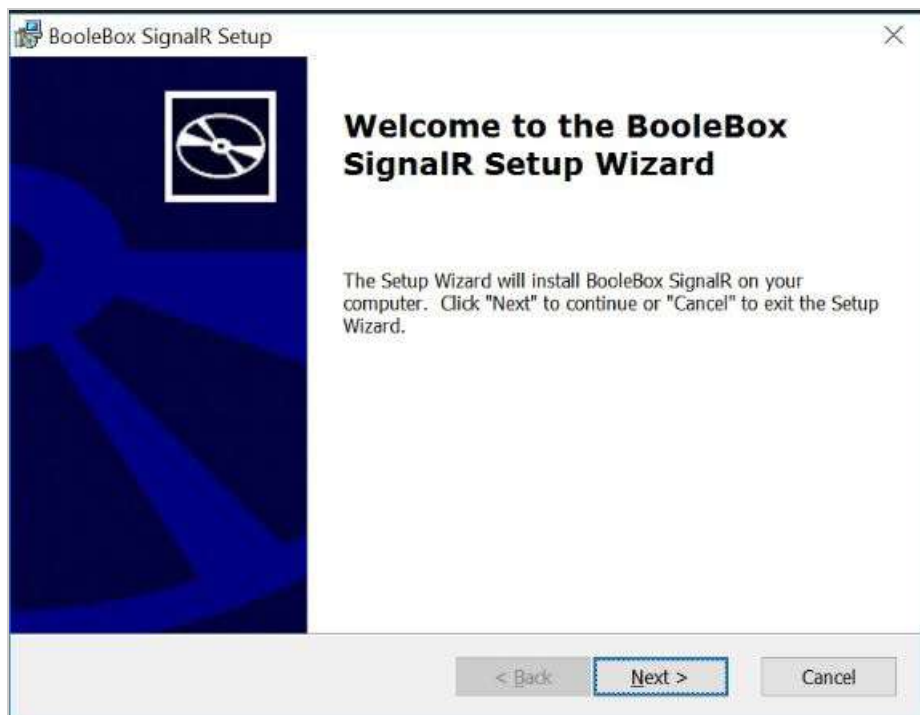 BooleBox SignalR Setup
Welcome to the BooleBox
SignalR Setup Wizard
The Setup Wizard will install BooleBox SignalR on your
computer. Click "Next" to continue or "Cancel" to exit the Setup
Wizard.
< Back
Next >
Cancel